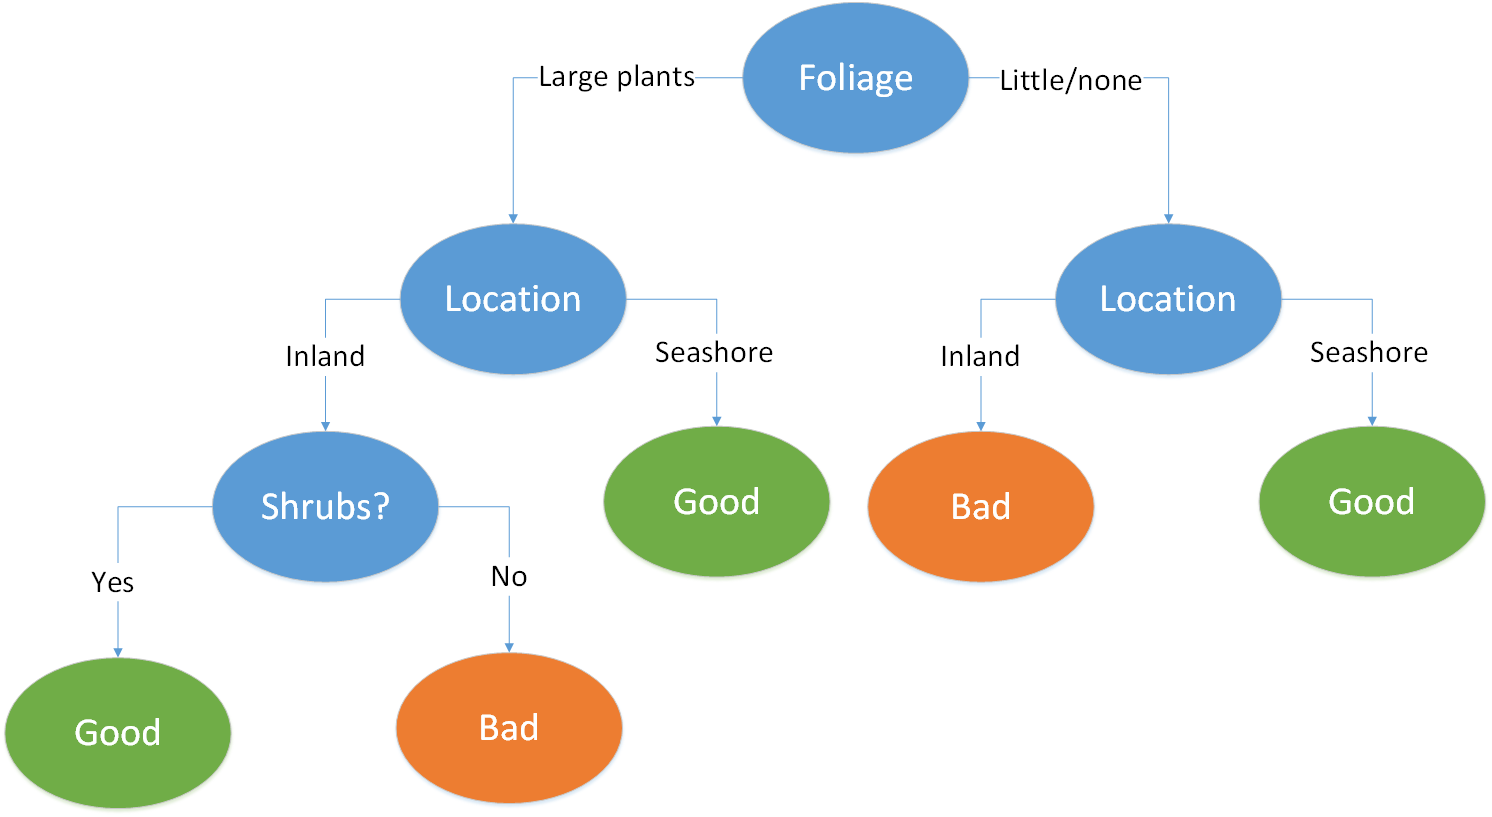 Foliage
Large plants
Little/none
Location
Location
Inland
Seashore
Inland
Seashore
Shrubs?
Good
Bad
Good
Yes
No
Good
Bad